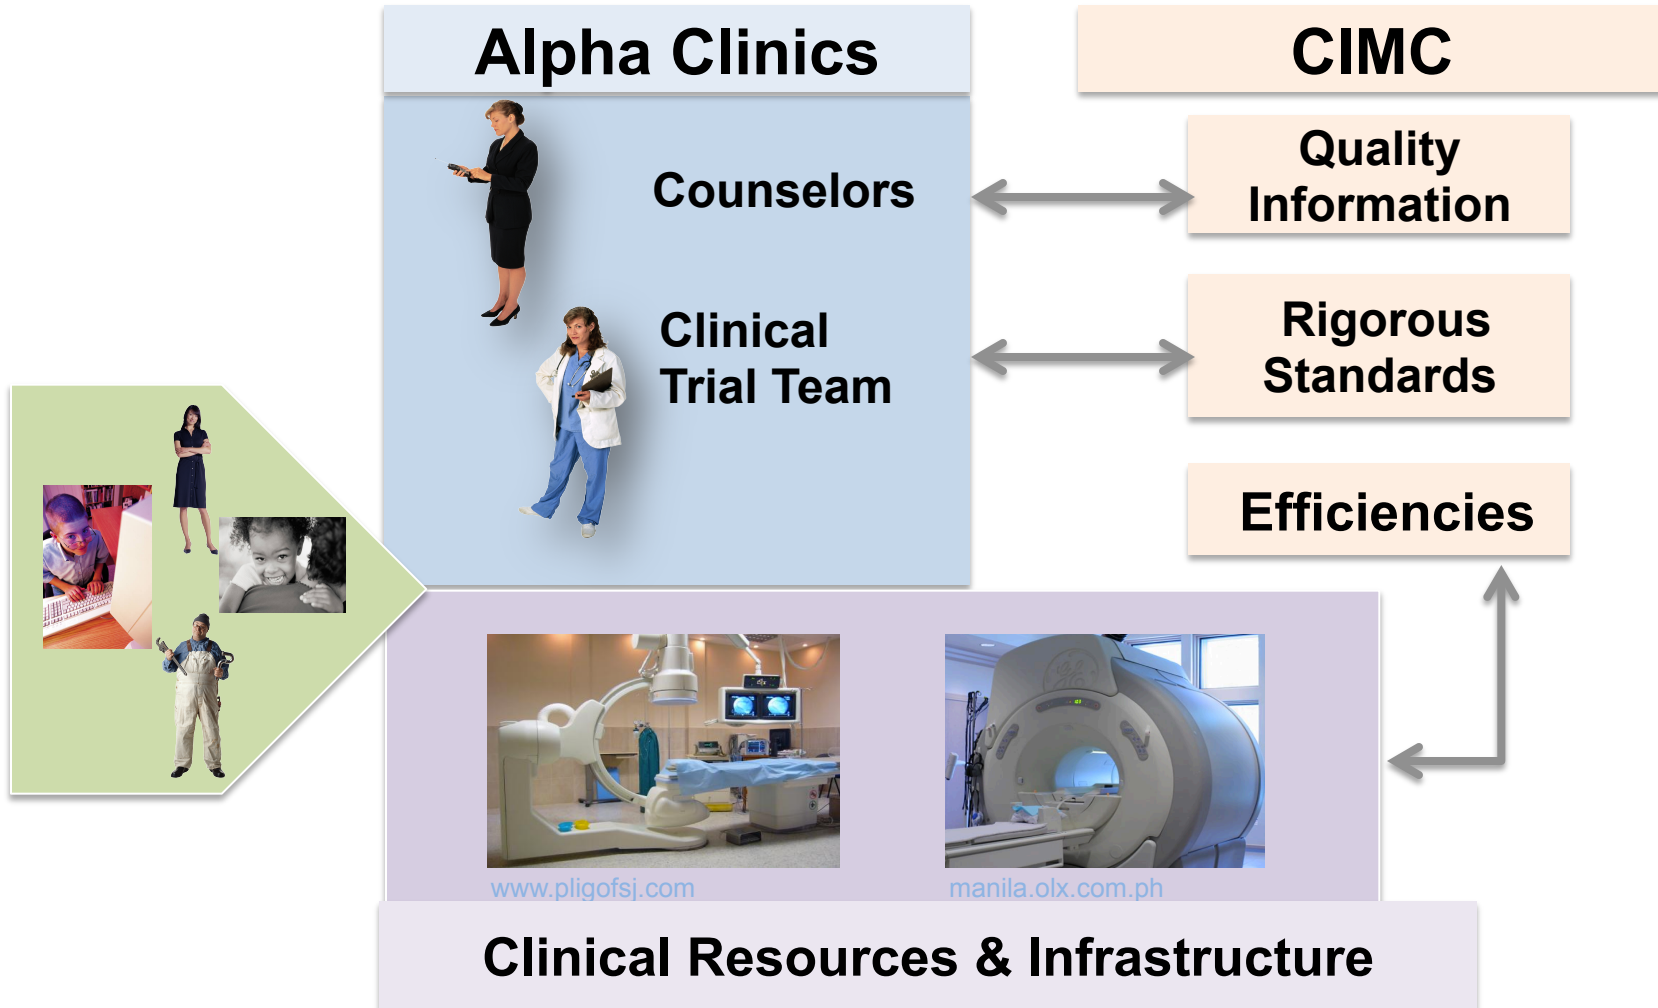 Alpha Clinics
CIMC
Counselors
Quality
Information
Clinical
Trial Team
Rigorous
Standards
Efficiencies
www.pligofsj.com
manila.olx.com.ph
Clinical Resources & Infrastructure